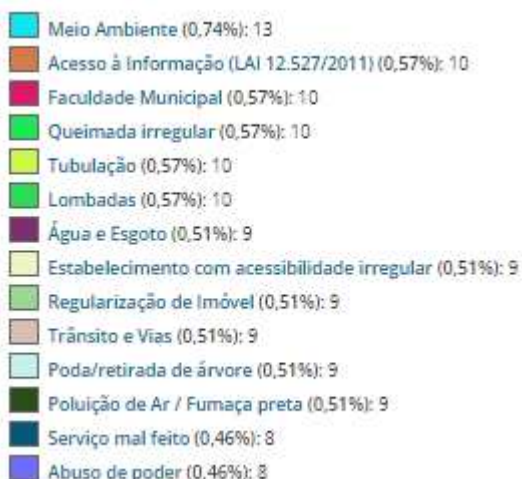 Meio Ambiente (0,74%): 13
Acesso à Informação (LAI 12.527/2011) (0,57%): 10
Faculdade Municipal (0,57%): 10
Queimada irregular (0,57%): 10
Tubulação (0,57%): 10
Lombadas (0,57%): 10
Água e Esgoto (0,51%): 9
Estabelecimento com acessibilidade irregular (0,51%): 9
Regularização de Imóvel (0,51%): 9
Trânsito e Vias (0,51%): 9
Poda/retirada de árvore (0,51%): 9
Poluição de Ar / Fumaça preta (0,51%): 9
Serviço mal feito (0,46%): 8
Abuso de poder (0,46%): 8